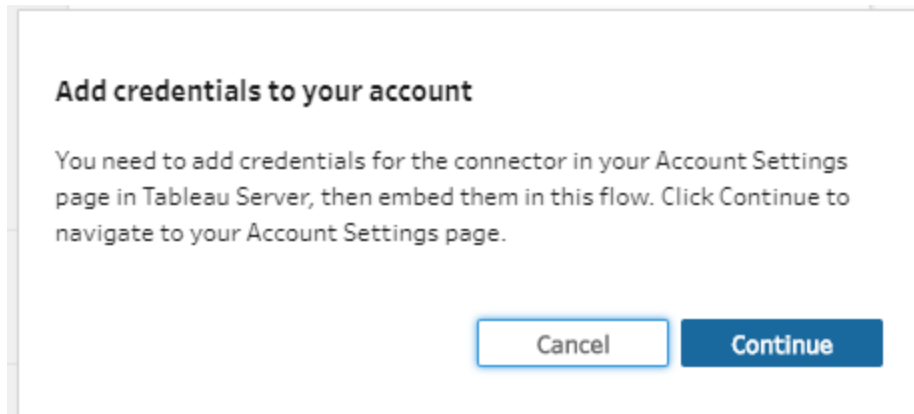 Add credentials to your account
You need to add credentials for the connector in your Account Settings
page in Tableau Server, then embed them in this flow. Click Continue to
navigate to your Account Settings page.
Cancel
Continue